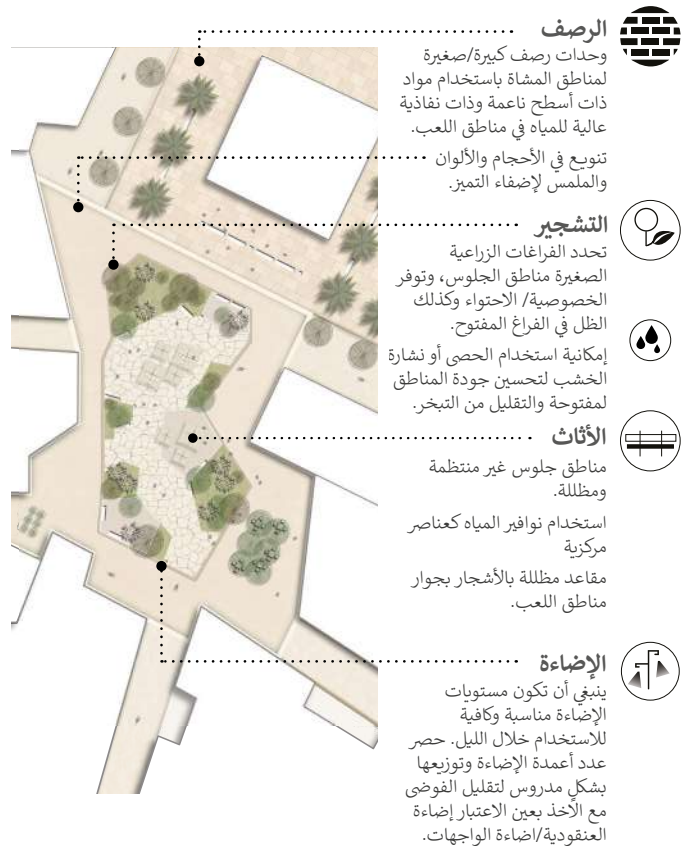 الرصف
وحدات رصف كبيرة/صغيرة
لمناطق المشاة باستخدام مواد
ذات أسطح ناعمة وذات نفاذية
عالية للمياه في مناطق اللعب.
تنويع في الأحجام والألوان
والملمس لإضفاء التميز.
التشجير
تحدد الفراغات الزراعية
الصغيرة مناطق الجلوس، وتوفر
الخصوصية/ الاحتواء وكذلك
الظل في الفراغ المفتوح.
إمكانية استخدام الحصى أو نشارة
الخشب لتحسين جودة المناطق
لمفتوحة والتقليل من التبخر.
الأثاث
مناطق جلوس غير منتظمة
ومظللة.
استخدام نوافير المياه كعناصر
مركزية
مقاعد مظللة بالأشجار بجوار
مناطق اللعب.
الإضاءة
ينبغي أن تكون مستويات
الإضاءة مناسبة وكافية
للاستخدام خلال الليل. حصر
عدد أعمدة الإضاءة وتوزيعها
بشكلٍ مدروس لتقليل الفوضى
مع الأخذ بعين الاعتبار إضاءة
العنقودية/اضاءة الواجهات.